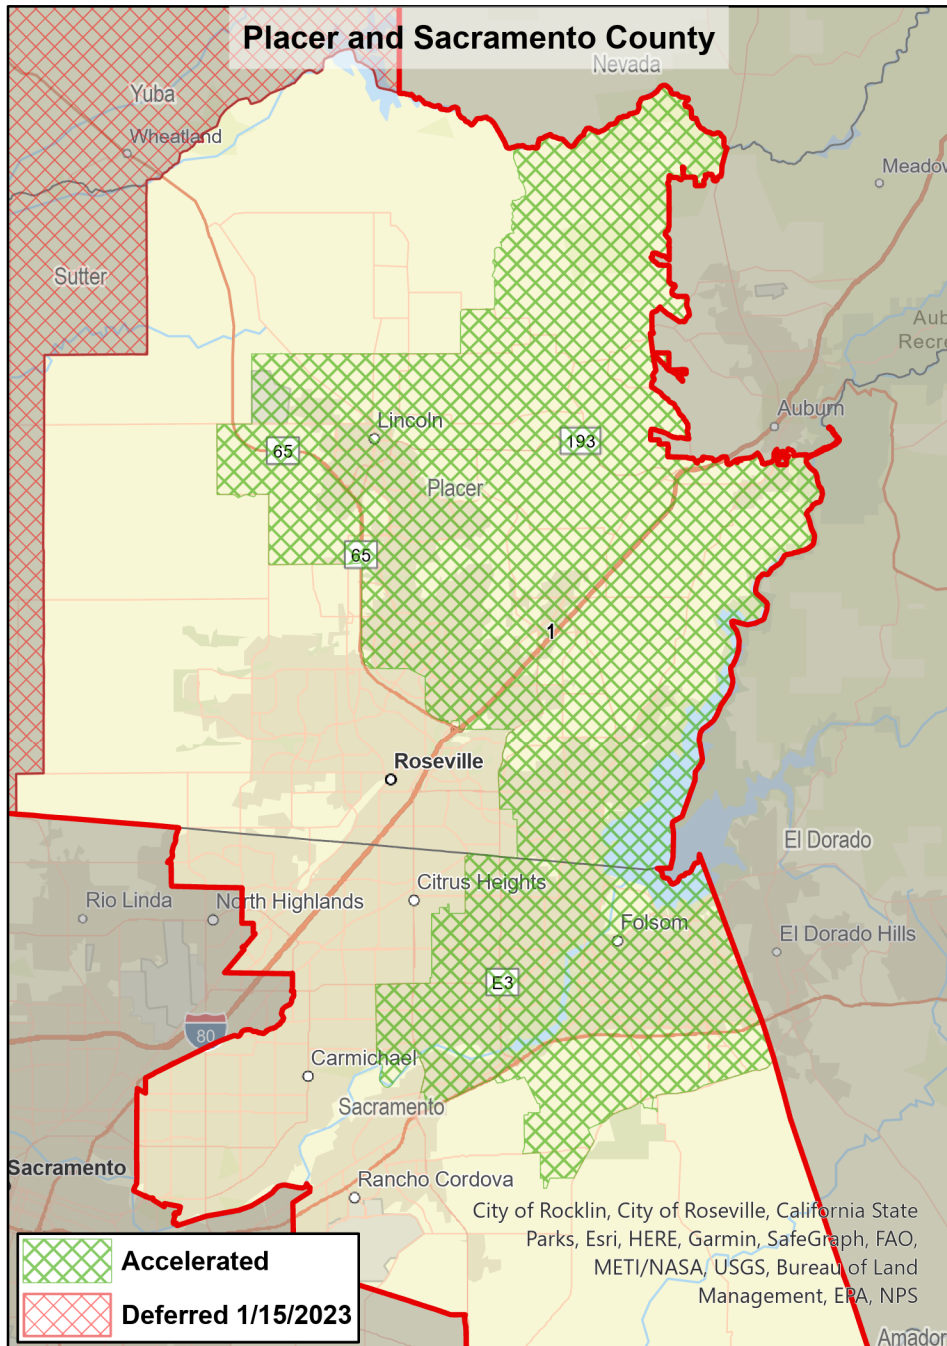 Placer and Sacramento County
Nevada
Yuba
Wheatland
Meadow
Sutter
Aub
Recre
Auburn
Lincoln
193
65
Placer
65
1
Roseville
El Dorado
Citrus Heights
Rio Linda
North Highlands
Folsom
El Dorado Hills
E3
80
Carmichael
Sacramento
Sacramento
Rancho Cordova
City of Rocklin, City of Roseville, California State
Parks, Esri, HERE, Garmin, SafeGraph, FAO,
METI/NASA, USGS, Bureau of Land
Management, EPA, NPS
Accelerated
Deferred 1/15/2023
Amador